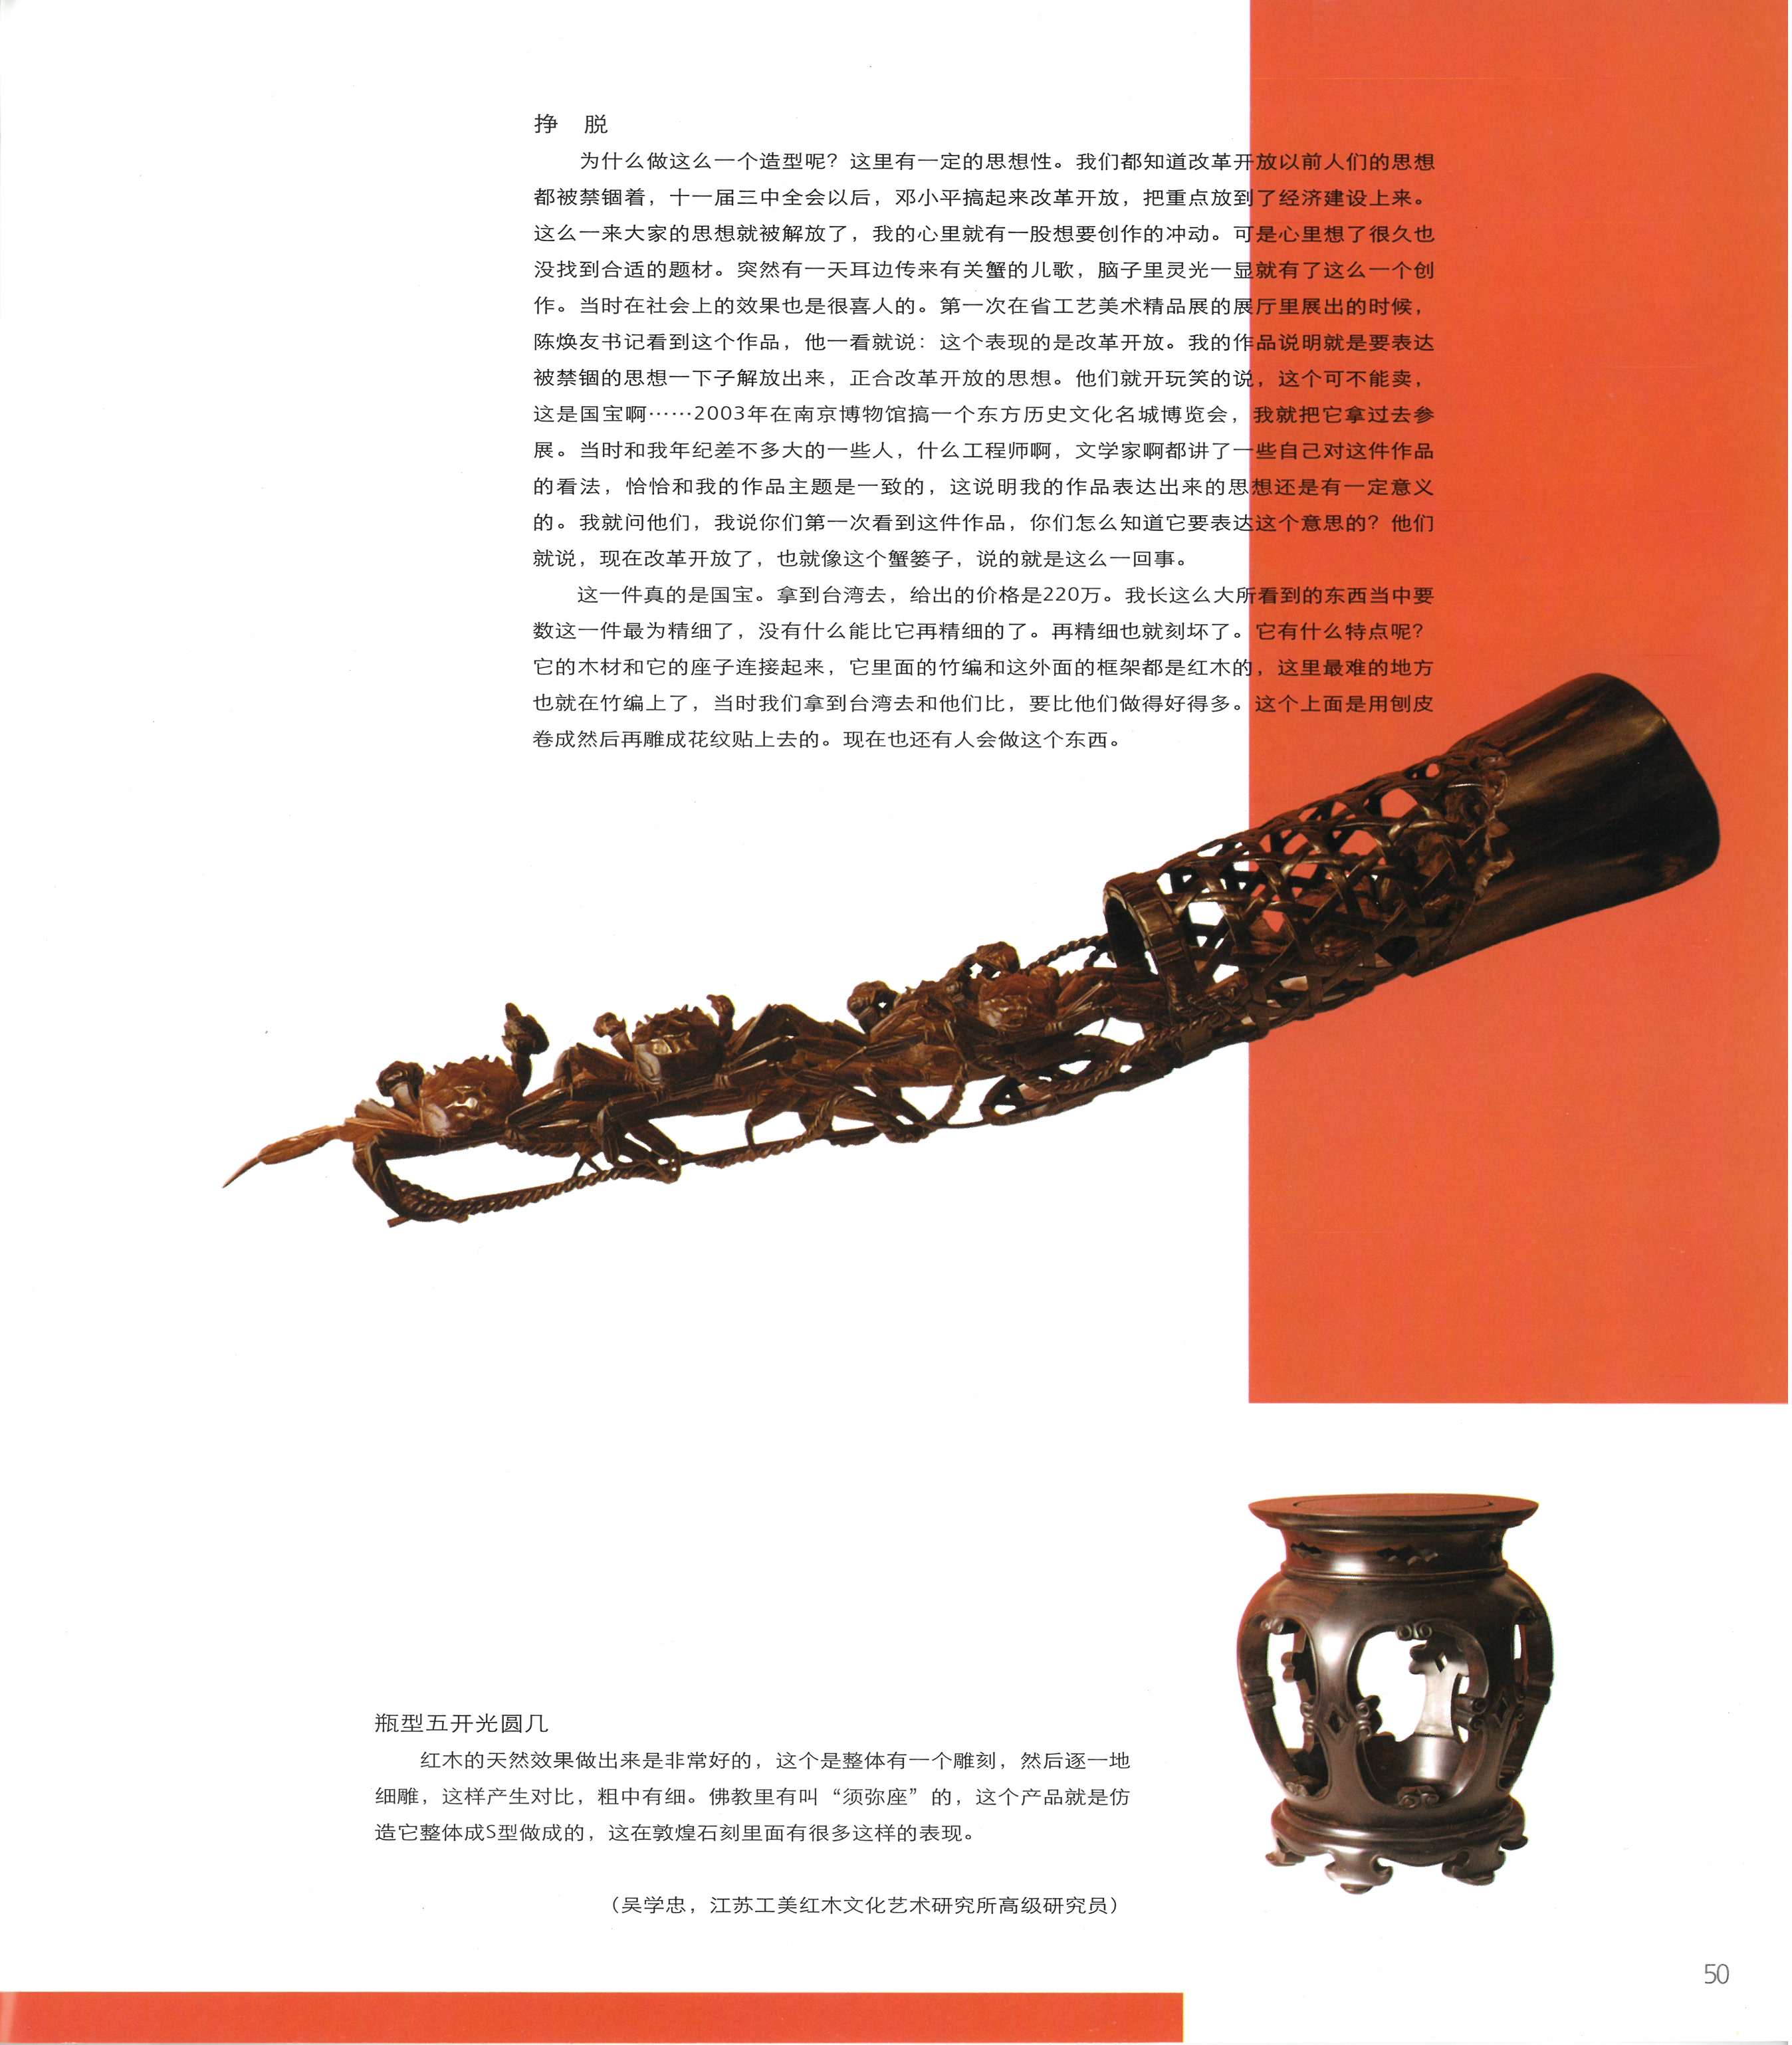 挣　脱
为什么做这么一个造型呢？这里有一定的思想性。我们都知道改革开放以前人们的思想
都被禁锢着，十一届三中全会以后，邓小平搞起来改革开放，把重点放到了经济建设上来。
这么一来大家的思想就被解放了，我的心里就有一股想要创作的冲动。可是心里想了很久也
没找到合适的题材。突然有一天耳边传来有关蟹的儿歌，脑子里灵光一显就有了这么一个创
作。当时在社会上的效果也是很喜人的。第一次在省工艺美术精品展的展厅里展出的时候，
陈焕友书记看到这个作品，他一看就说：这个表现的是改革开放。我的作品说明就是要表达
被禁锢的思想一下子解放出来，正合改革开放的思想。他们就开玩笑的说，这个可不能卖，
这是国宝啊……2003年在南京博物馆搞一个东方历史文化名城博览会，我就把它拿过去参
展。当时和我年纪差不多大的一些人，什么工程师啊，文学家啊都讲了一些自己对这件作品
的看法，恰恰和我的作品主题是一致的，这说明我的作品表达出来的思想还是有一定意义
的。我就问他们，我说你们第一次看到这件作品，你们怎么知道它要表达这个意思的？他们
就说，现在改革开放了，也就像这个蟹篓子，说的就是这么一回事。
这一件真的是国宝。拿到台湾去，给出的价格是220万。我长这么大所看到的东西当中要
数这一件最为精细了，没有什么能比它再精细的了。再精细也就刻坏了。它有什么特点呢？
它的木材和它的座子连接起来，它里面的竹编和这外面的框架都是红木的，这里最难的地方
也就在竹编上了，当时我们拿到台湾去和他们比，要比他们做得好得多。这个上面是用刨皮
卷成然后再雕成花纹贴上去的。现在也还有人会做这个东西。
瓶型五开光圆几
红木的天然效果做出来是非常好的，这个是整体有一个雕刻，然后逐一地
细雕，这样产生对比，粗中有细。佛教里有叫“须弥座”的，这个产品就是仿
造它整体成S型做成的，这在敦煌石刻里面有很多这样的表现。
（吴学忠，江苏工美红木文化艺术研究所高级研究员）
50